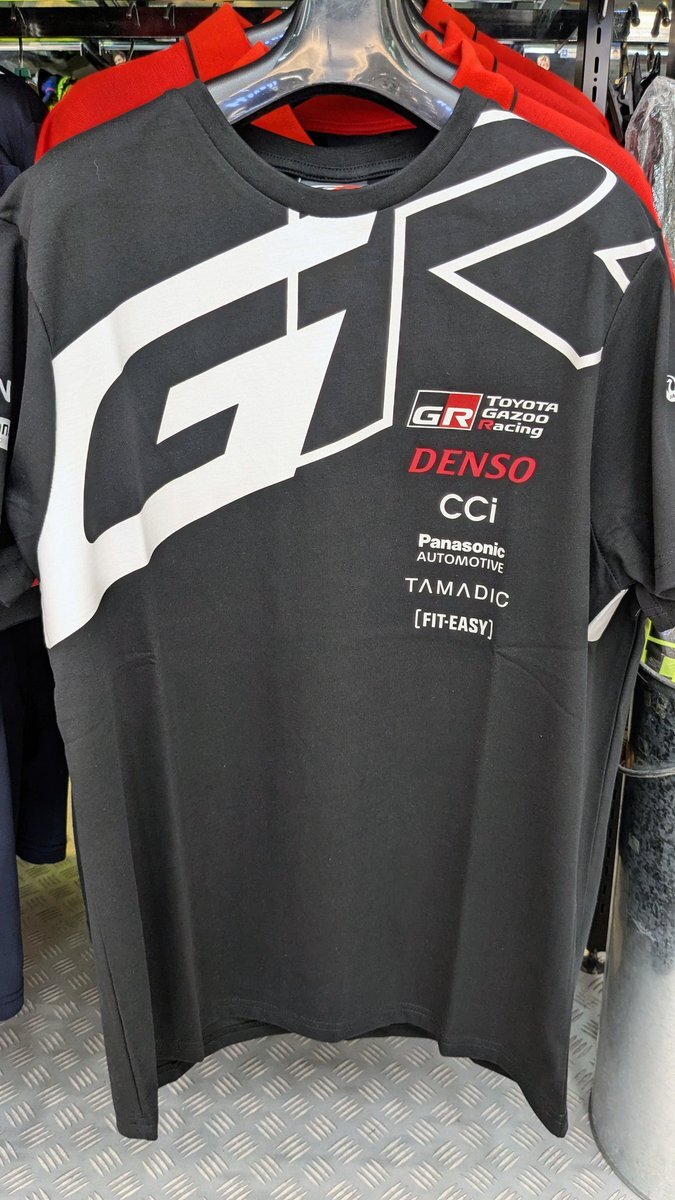 GR
GR TOYOTA
GAZOO
Racing
DENSO
CCi
Panasonic
AUTOMOTIVE
TAMADIC
[FIT-EASY]